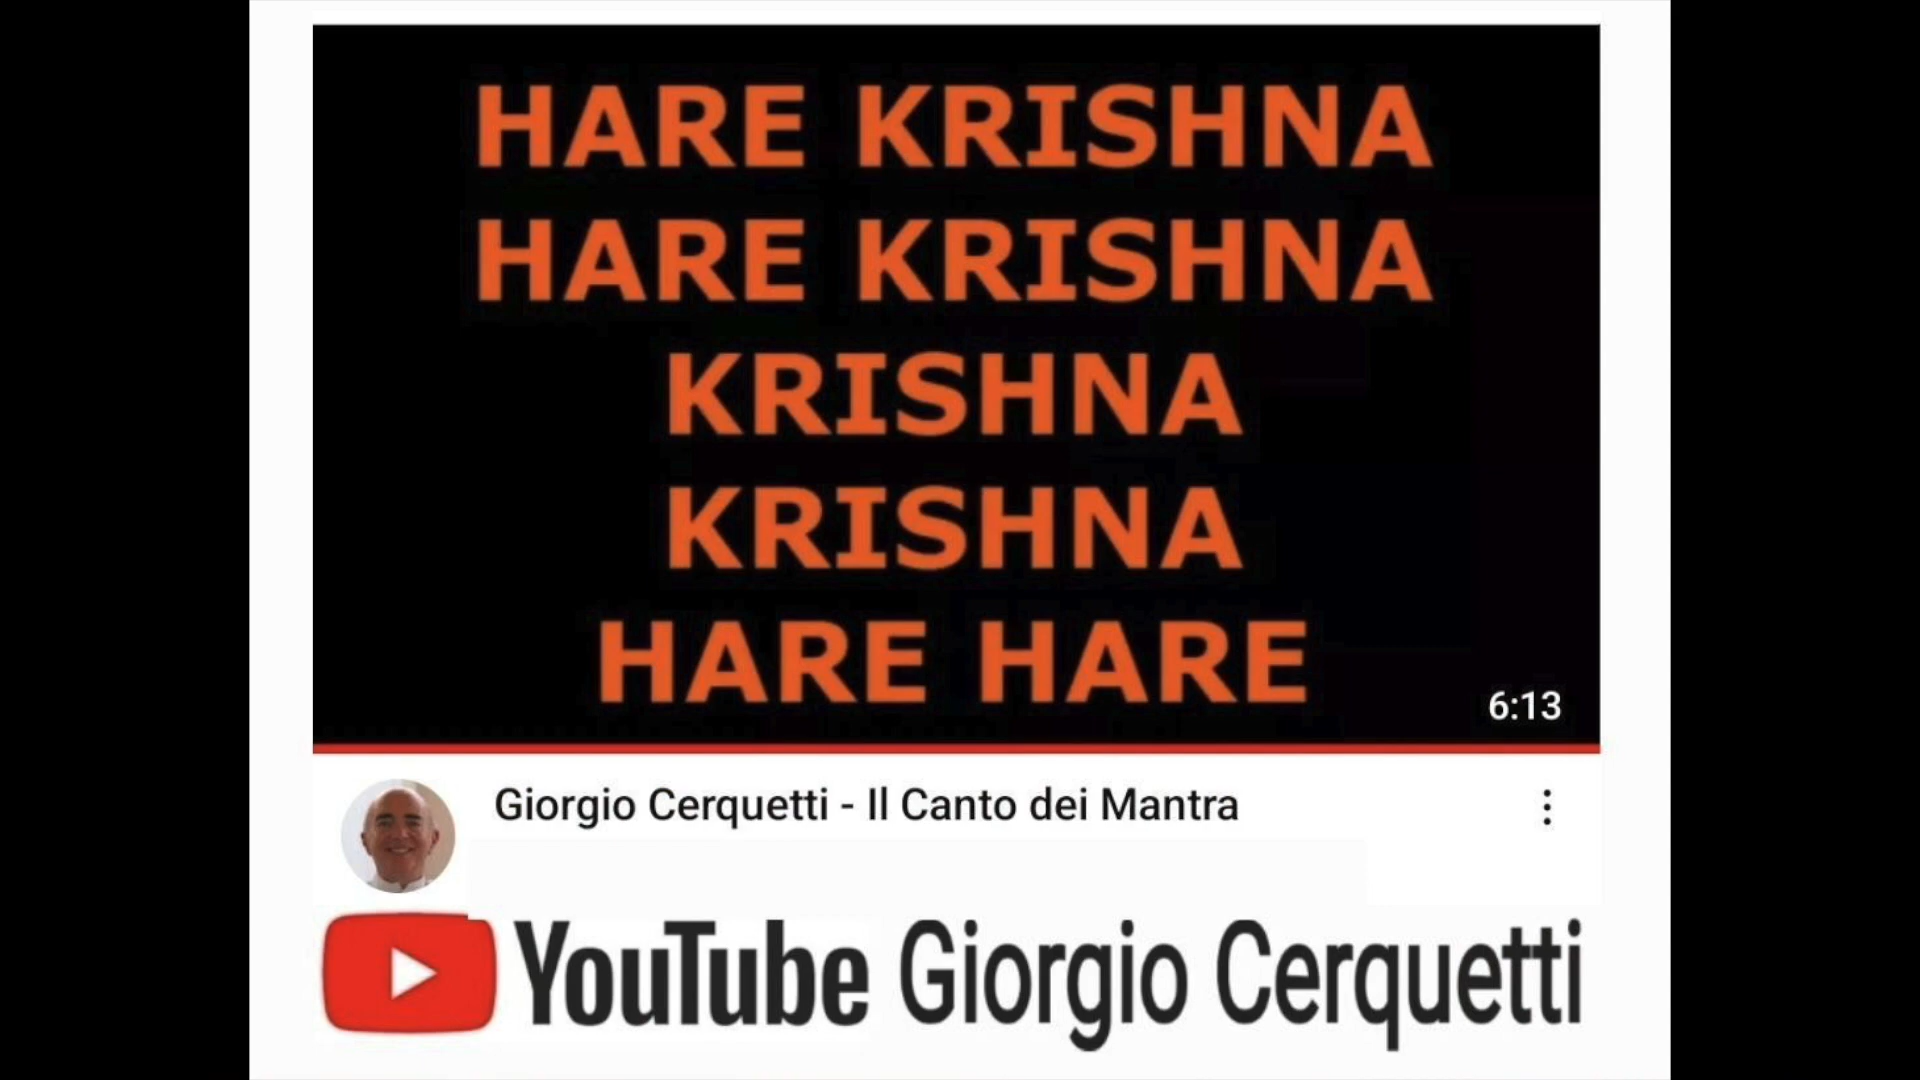 HARE KRISHNA
HARE KRISHNA
KRISHNA
KRISHNA
HARE HARE
6:13
Giorgio Cerquetti - Il Canto dei Mantra
YouTube Giorgio Cerquetti